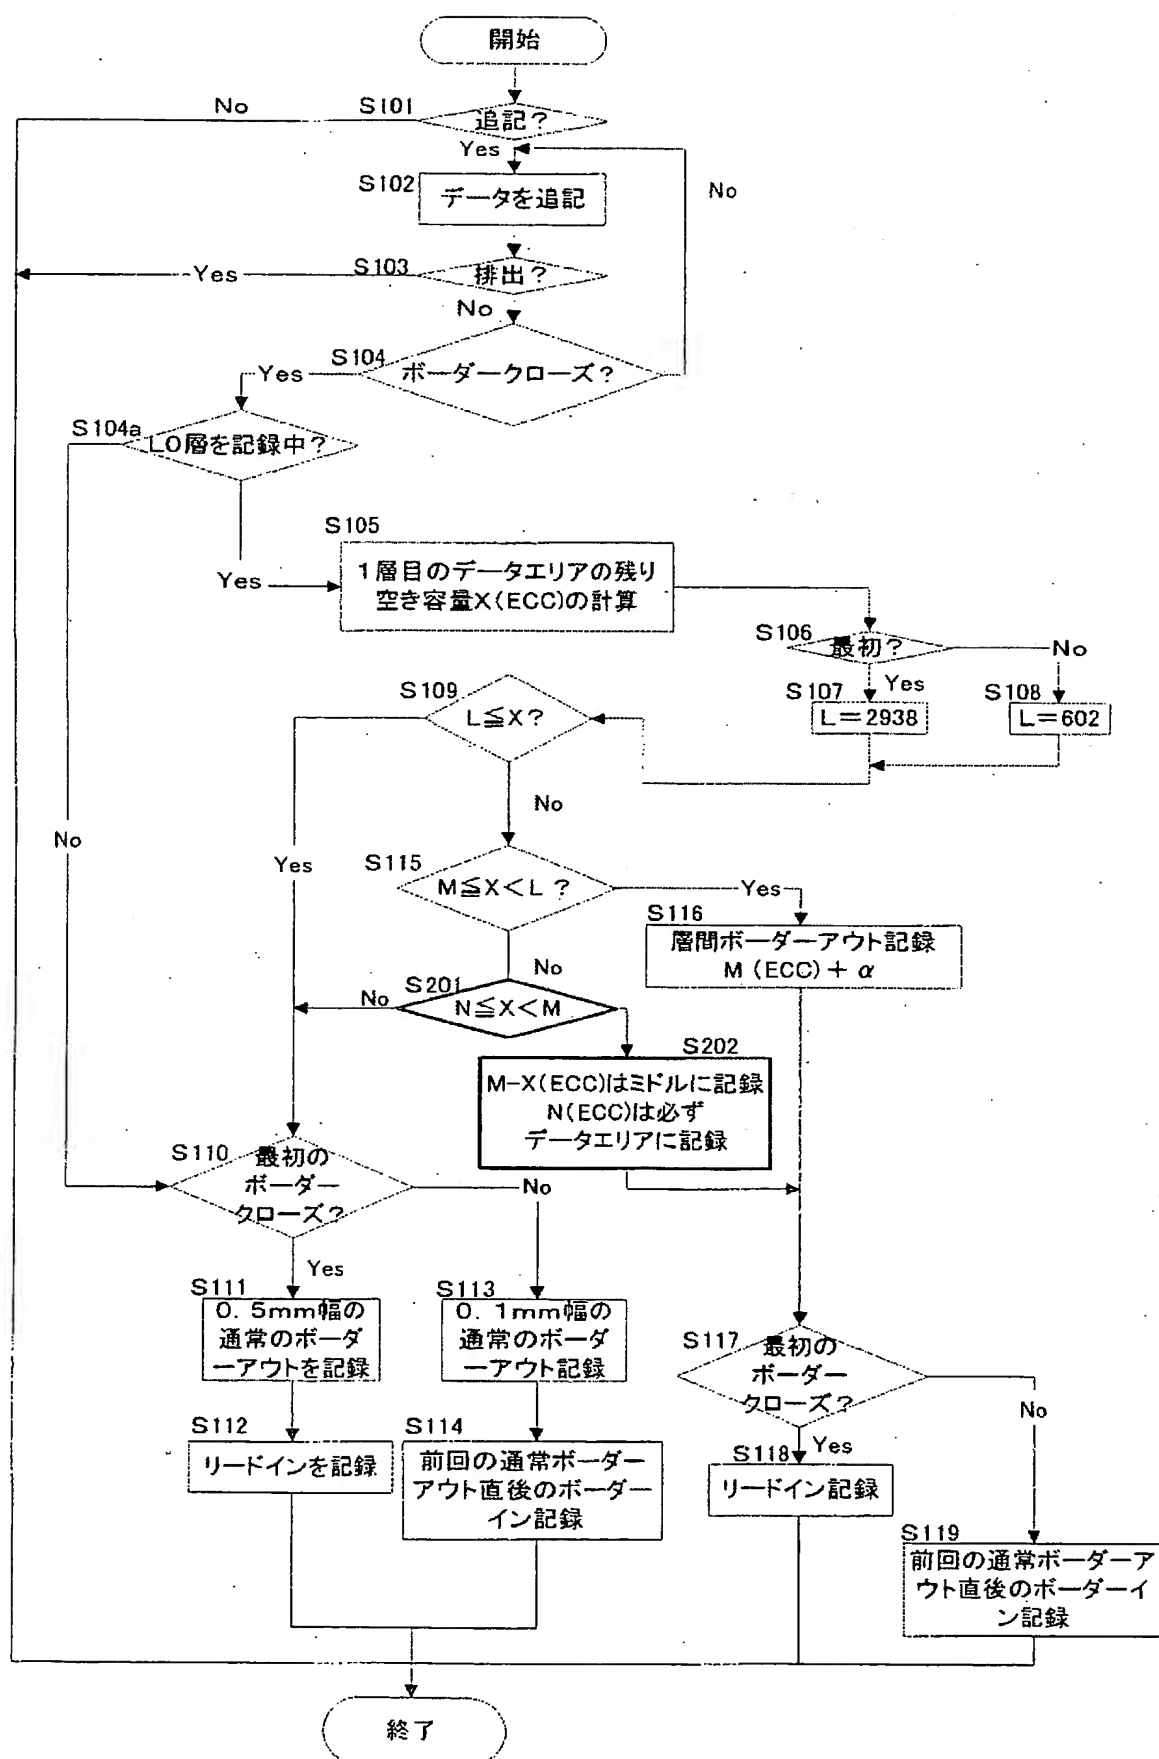 開始
No
S101
追記?
Yes
S102
データを追記
No
Yes
S103
排出?
No
S104
ボーダークローズ?
Yes
S104a
L0層を記録中?
S105
1層目のデータエリアの残り
空き容量X(ECC)の計算
Yes
S106
最初?
No
S109
L≦X?
S107
Yes
L=2938
S108
L=602
No
No
Yes
S115
M≦X<L?
Yes
S116
層間ボーダーアウト記録
M(ECC)+α
No
S201
No
N≦X<M
S202
M-X(ECC)はミドルに記録
N(ECC)は必ず
データエリアに記録
S110
最初の
ボーダー
クローズ?
No
Yes
S111
0.5mm幅の
通常のボーダ
ーアウトを記録
S113
0.1mm幅の
通常のボーダ
ーアウト記録
S117
最初の
ボーダー
クローズ?
No
S112
リードインを記録
S114
前回の通常ボーダー
アウト直後のボーダー
イン記録
Yes
S118
リードイン記録
S119
前回の通常ボーダーア
ウト直後のボーダーイ
ン記録
終了